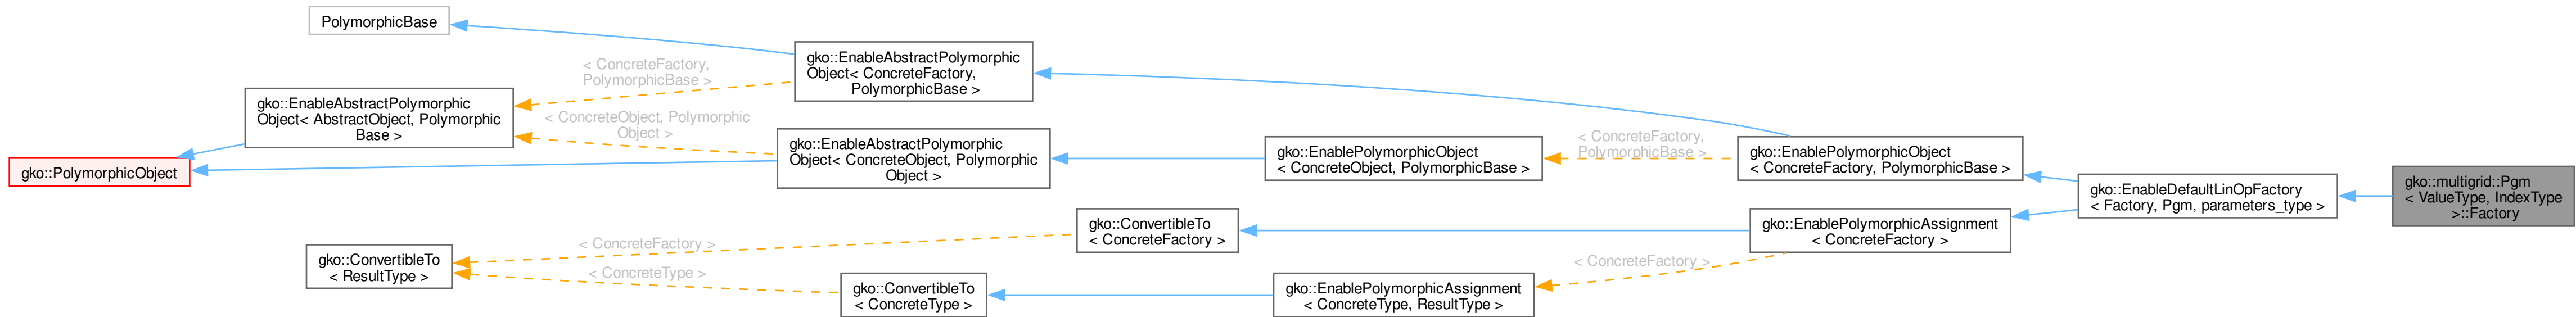 PolymorphicBase
gko::EnableAbstractPolymorphic
Object< ConcreteFactory,
PolymorphicBase >
< ConcreteFactory,
PolymorphicBase >
gko::EnableAbstractPolymorphic
Object< AbstractObject, Polymorphic
Base >
< ConcreteObject, Polymorphic
Object >
gko::EnableAbstractPolymorphic
Object< ConcreteObject, Polymorphic
Object >
gko::PolymorphicObject
gko::EnablePolymorphicObject
< ConcreteObject, PolymorphicBase >
< ConcreteFactory,
PolymorphicBase >
gko::EnablePolymorphicObject
< ConcreteFactory, PolymorphicBase >
gko::EnableDefaultLinOpFactory
< Factory, Pgm, parameters_type >
gko::multigrid::Pgm
< ValueType, IndexType
>::Factory
gko::ConvertibleTo
< ConcreteFactory >
gko::EnablePolymorphicAssignment
< ConcreteFactory >
< ConcreteFactory >
gko::ConvertibleTo
< ResultType >
< ConcreteType >
gko::ConvertibleTo
< ConcreteType >
gko::EnablePolymorphicAssignment
< ConcreteType, ResultType >
< ConcreteFactory >